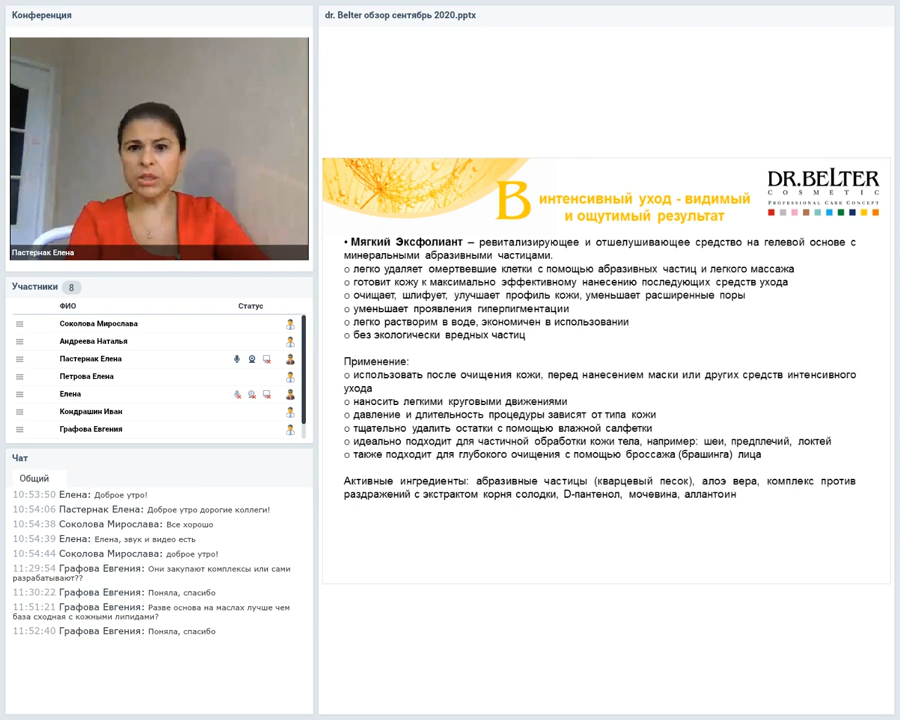 Конференция
Пастернак Елена
Участники 8
ФИО Статус
Соколова Мирослава
Андреева Наталья
Пастернак Елена
Петрова Елена
Елена
Кондрашин Иван
Графова Евгения
Чат
Общий
10:53:50 Елена: Доброе утро!
10:54:06 Пастернак Елена: Доброе утро дорогие коллеги!
10:54:38 Соколова Мирослава: Все хорошо
10:54:39 Елена: Елена, звук и видео есть
10:54:44 Соколова Мирослава: доброе утро!
11:29:54 Графова Евгения: Они закупают комплексы или сами
разрабатывают??
11:30:22 Графова Евгения: Поняла, спасибо
11:51:21 Графова Евгения: Разве основа на маслах лучше чем
база сходная с кожными липидами?
11:52:40 Графова Евгения: Поняла, спасибо
dr. Belter обзор сентябрь 2020.pptx
В интенсивный уход - видимый
и ощутимый результат
DR.BELTER
COSMETIC
PROFESSIONAL CARE CONCEPT
• Мягкий Эксфолиант – ревитализирующее и отшелушивающее средство на гелевой основе с
минеральными абразивными частицами.
o легко удаляет омертвевшие клетки с помощью абразивных частиц и легкого массажа
o готовит кожу к максимально эффективному нанесению последующих средств ухода
o очищает, шлифует, улучшает профиль кожи, уменьшает расширенные поры
o уменьшает проявления гиперпигментации
o легко растворим в воде, экономичен в использовании
o без экологически вредных частиц
Применение:
o использовать после очищения кожи, перед нанесением маски или других средств интенсивного
ухода
o наносить легкими круговыми движениями
o давление и длительность процедуры зависят от типа кожи
o тщательно удалить остатки с помощью влажной салфетки
o идеально подходит для частичной обработки кожи тела, например: шеи, предплечий, локтей
o также подходит для глубокого очищения с помощью броссажа (брашинга) лица
Активные ингредиенты: абразивные частицы (кварцевый песок), алоэ вера, комплекс против
раздражений с экстрактом корня солодки, D-пантенол, мочевина, аллантоин